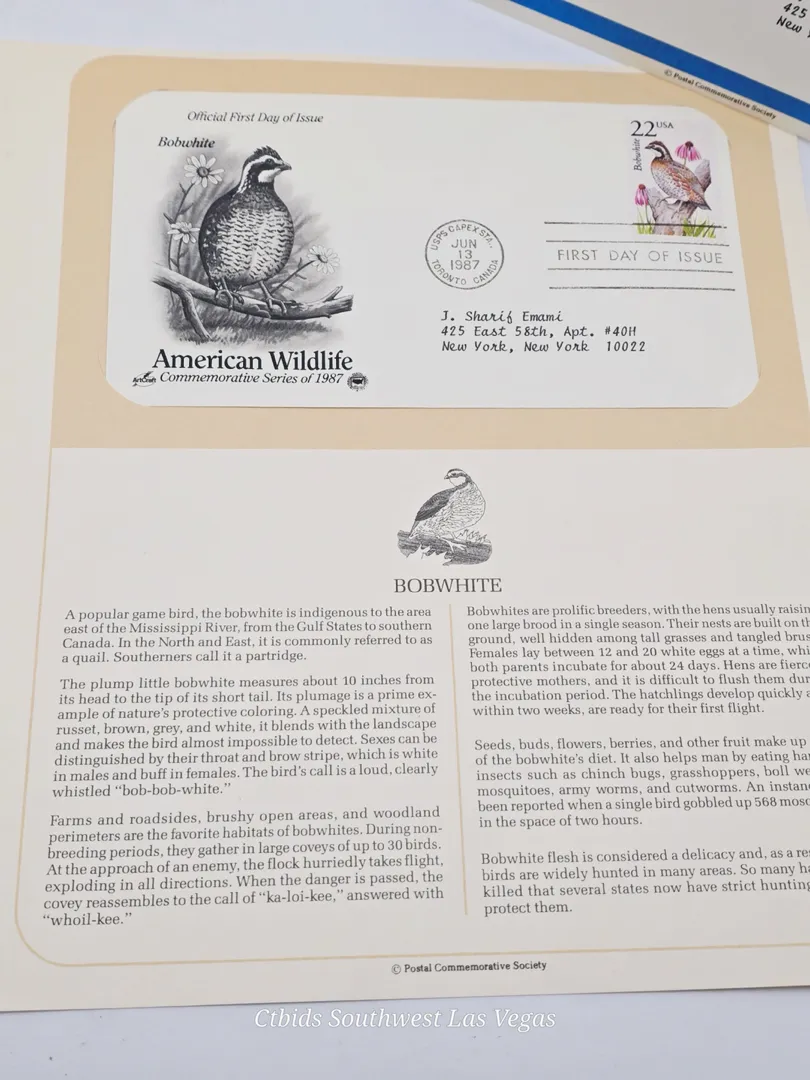 425
New
© Postal Commemorative Society
Official First Day of Issue
Bobwhite
22 USA
Bobwhite
USPS CAPEX STA.
JUN
13
1987
TORONTO CANADA
FIRST DAY OF ISSUE
J. Sharif Emami
425 East 58th, Apt. #40H
New York, New York 10022
American Wildlife
ArtCraft Commemorative Series of 1987
BOBWHITE
A popular game bird, the bobwhite is indigenous to the area
east of the Mississippi River, from the Gulf States to southern
Canada. In the North and East, it is commonly referred to as
a quail. Southerners call it a partridge.
The plump little bobwhite measures about 10 inches from
its head to the tip of its short tail. Its plumage is a prime ex-
ample of nature's protective coloring. A speckled mixture of
russet, brown, grey, and white, it blends with the landscape
and makes the bird almost impossible to detect. Sexes can be
distinguished by their throat and brow stripe, which is white
in males and buff in females. The bird's call is a loud, clearly
whistled "bob-bob-white."
Farms and roadsides, brushy open areas, and woodland
perimeters are the favorite habitats of bobwhites. During non-
breeding periods, they gather in large coveys of up to 30 birds.
At the approach of an enemy, the flock hurriedly takes flight,
exploding in all directions. When the danger is passed, the
covey reassembles to the call of "ka-loi-kee," answered with
"whoil-kee."
Bobwhites are prolific breeders, with the hens usually
one large brood in a single season. Their nests are built on
ground, well hidden among tall grasses and tangled
Females lay between 12 and 20 white eggs at a time,
both parents incubate for about 24 days. Hens are
protective mothers, and it is difficult to flush them
the incubation period. The hatchlings develop quickly
within two weeks, are ready for their first flight.
Seeds, buds, flowers, berries, and other fruit make up
of the bobwhite's diet. It also helps man by eating
insects such as chinch bugs, grasshoppers, boll
mosquitoes, army worms, and cutworms. An
been reported when a single bird gobbled up 568
in the space of two hours.
Bobwhite flesh is considered a delicacy and, as a
birds are widely hunted in many areas. So many
killed that several states now have strict hunting
protect them.
© Postal Commemorative Society
Ctbids Southwest Las Vegas